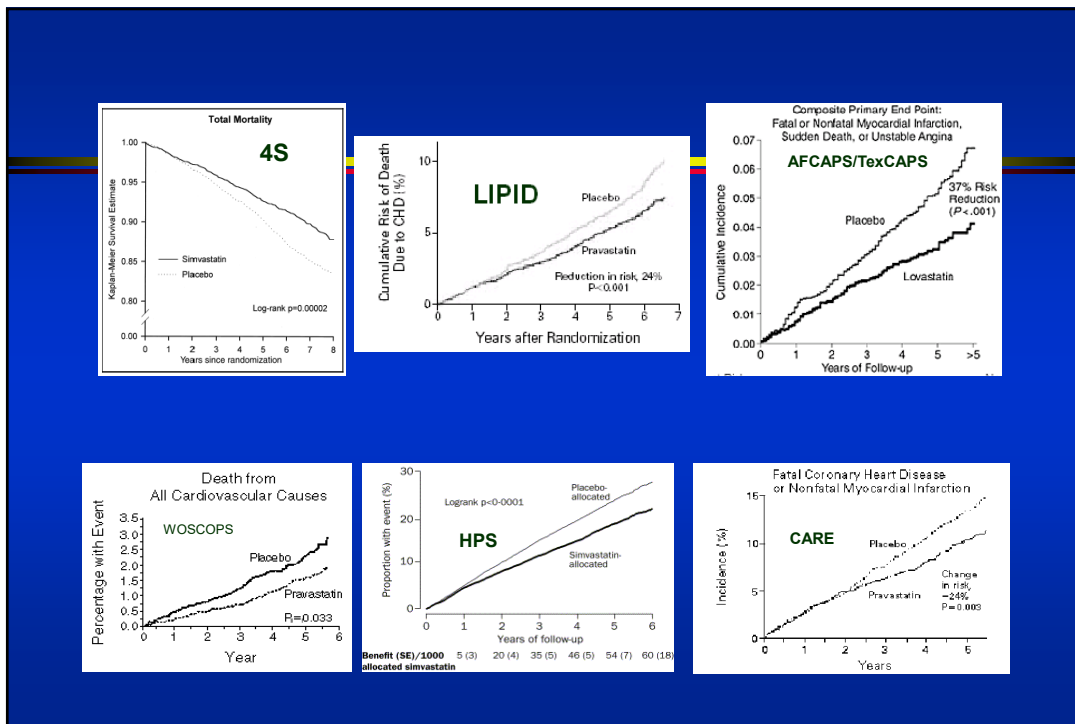 Total Mortality
4S
1.00
0.95
0.90
0.85
0.80
0.00
Kaplan-Meier Survival Estimate
Simvastatin
Placebo
Log-rank p=0.00002
0 1 2 3 4 5 6 7 8
Years since randomization
LIPID
10
5
0
Cumulative Risk of Death
Due to CHD (%)
Placebo
Pravastatin
Reduction in risk, 24%
P<0.001
0 1 2 3 4 5 6 7
Years after Randomization
Composite Primary End Point:
Fatal or Nonfatal Myocardial Infarction,
Sudden Death, or Unstable Angina
AFCAPS/TexCAPS
0.07
0.06
0.05
0.04
0.03
0.02
0.01
0.00
Cumulative Incidence
37% Risk
Reduction
(P<.001)
Placebo
Lovastatin
0 1 2 3 4 5 >5
Years of Follow-up
Death from
All Cardiovascular Causes
WOSCOPS
3.5
3.0
2.5
2.0
1.5
1.0
0.5
0.0
Percentage with Event
Placebo
Pravastatin
P=0.033
0 1 2 3 4 5 6
Year
30
20
10
0
Proportion with event (%)
Logrank p<0·0001
Placebo-
allocated
HPS
Simvastatin-
allocated
0 1 2 3 4 5 6
Years of follow-up
Benefit (SE)/1000 5 (3) 20 (4) 35 (5) 46 (5) 54 (7) 60 (18)
allocated simvastatin
Fatal Coronary Heart Disease
or Nonfatal Myocardial Infarction
CARE
15
10
5
0
Incidence (%)
Placebo
Pravastatin
Change
in risk,
−24%
P=0.003
0 1 2 3 4 5
Years